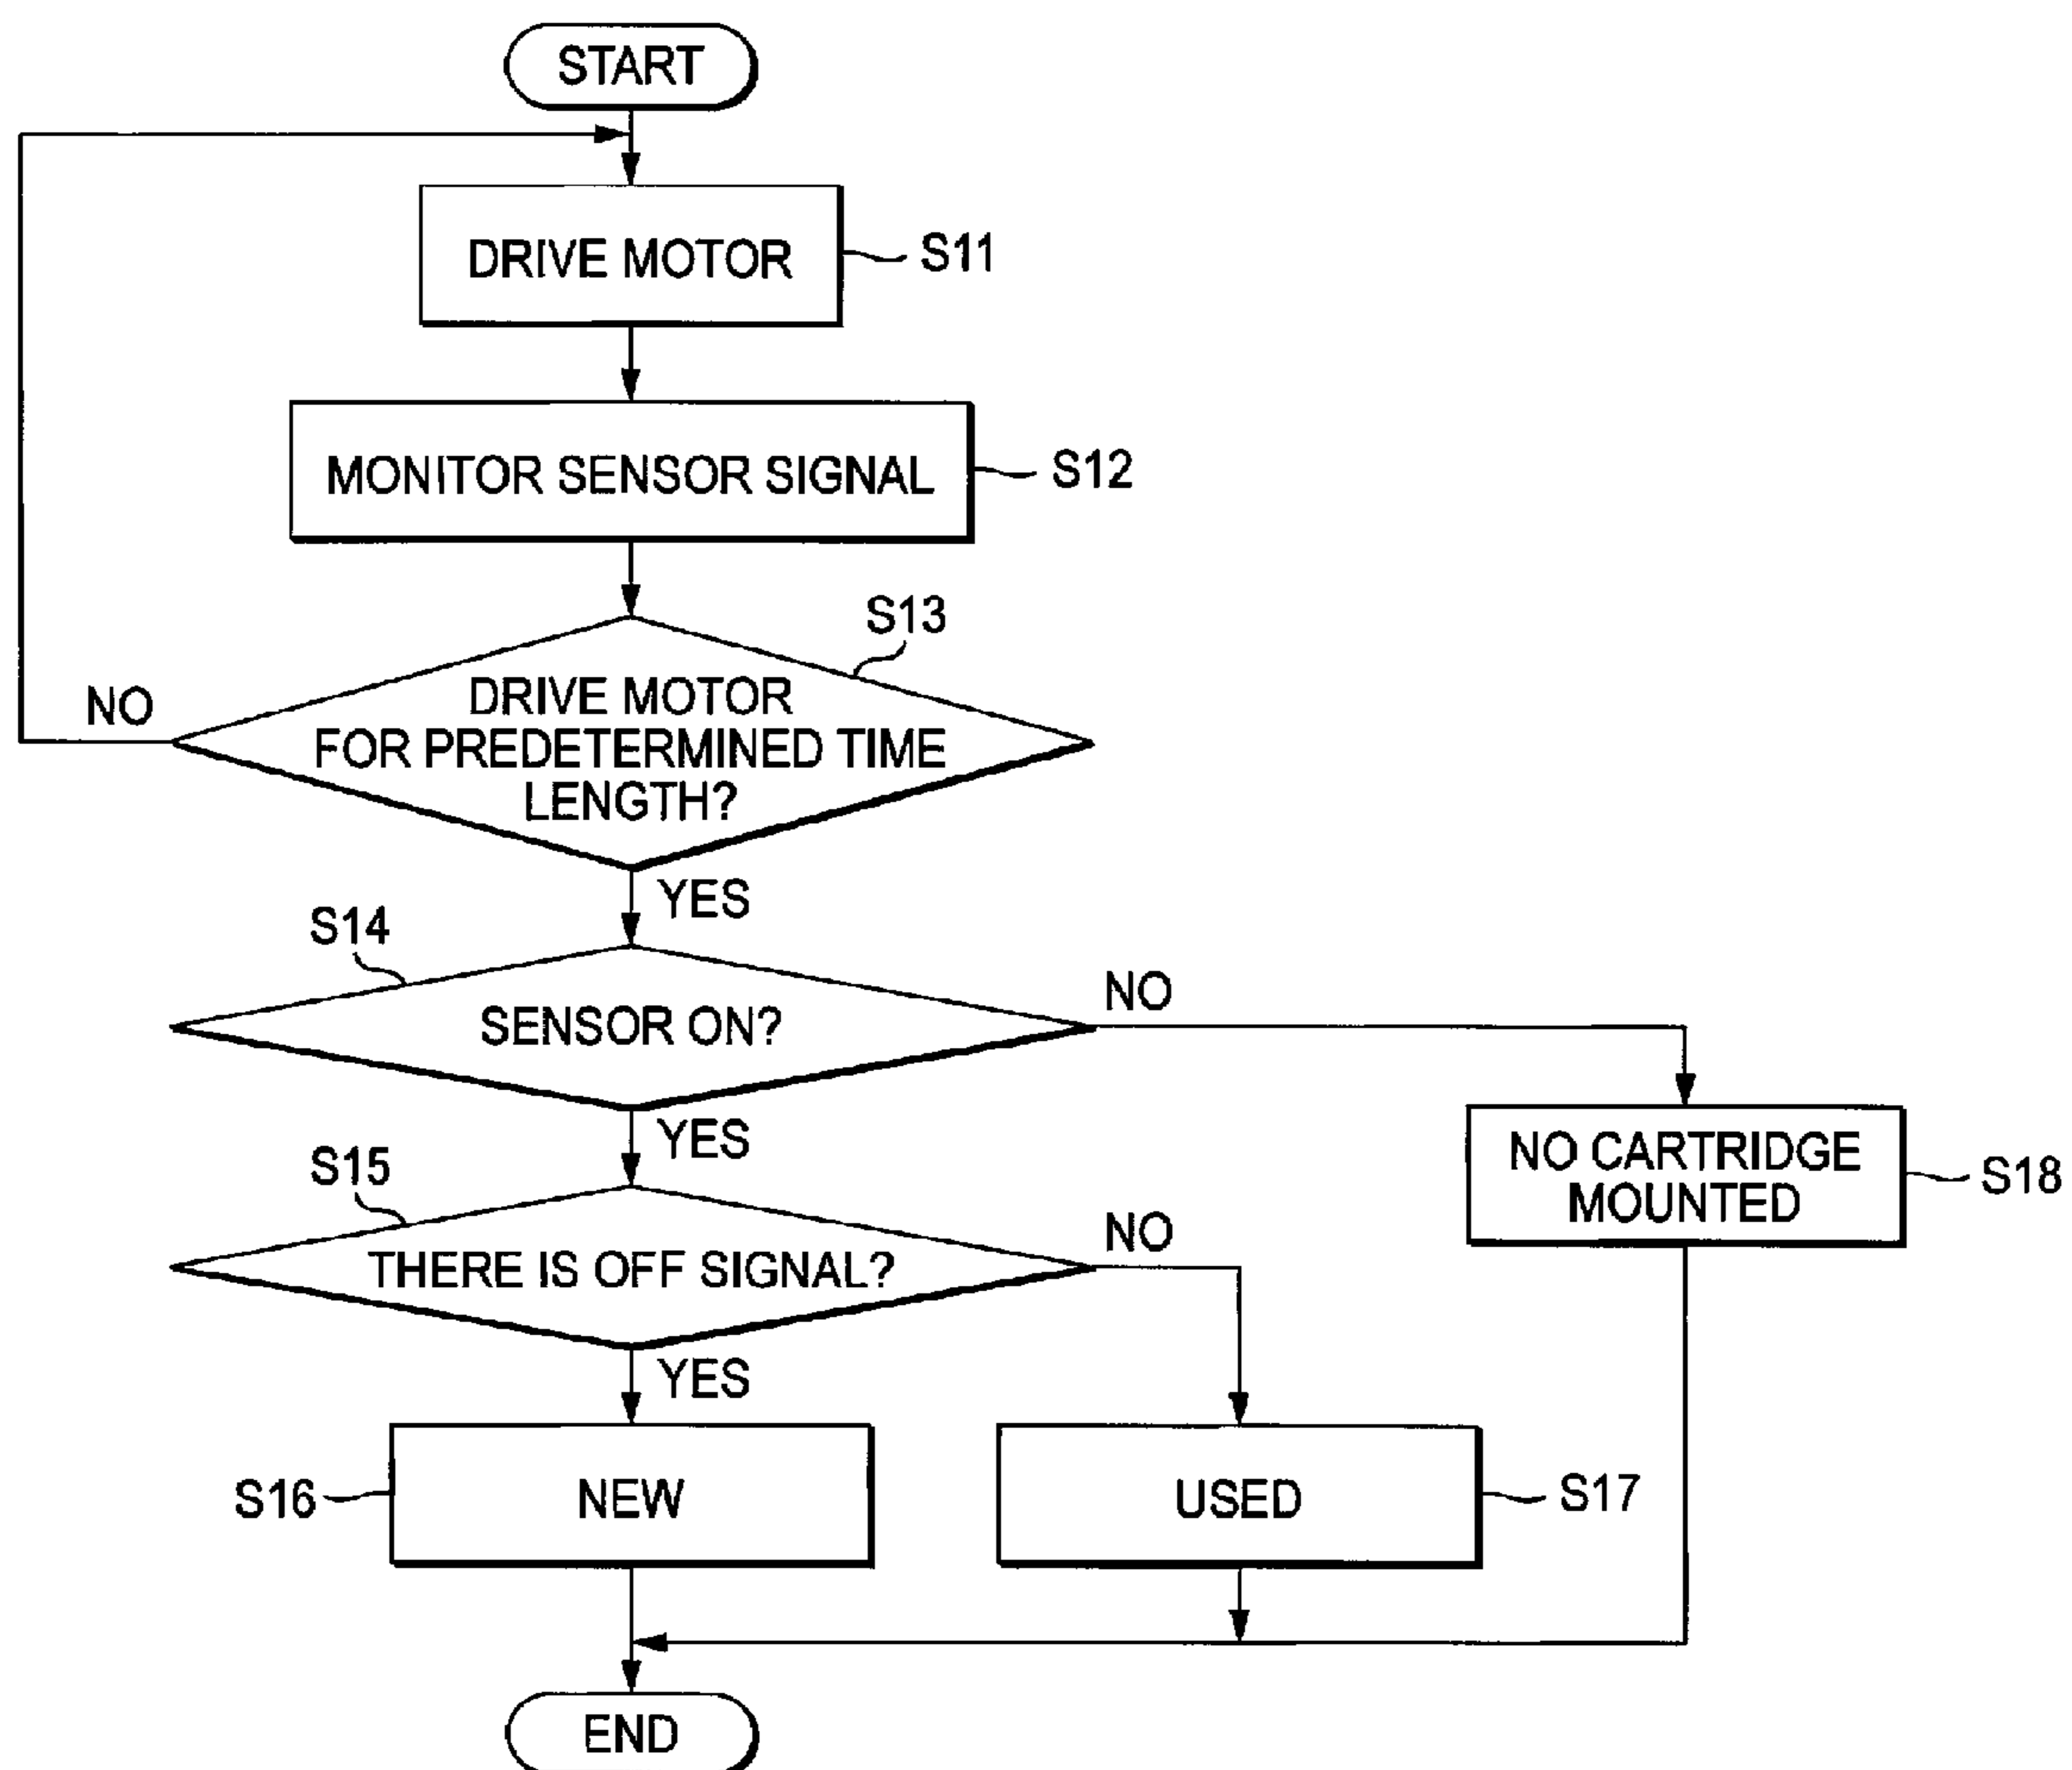 START
DRIVE MOTOR
S11
MONITOR SENSOR SIGNAL
S12
S13
DRIVE MOTOR
FOR PREDETERMINED TIME
LENGTH?
NO
YES
S14
SENSOR ON?
NO
YES
NO CARTRIDGE
MOUNTED
S18
S15
THERE IS OFF SIGNAL?
NO
YES
S16
NEW
USED
S17
END